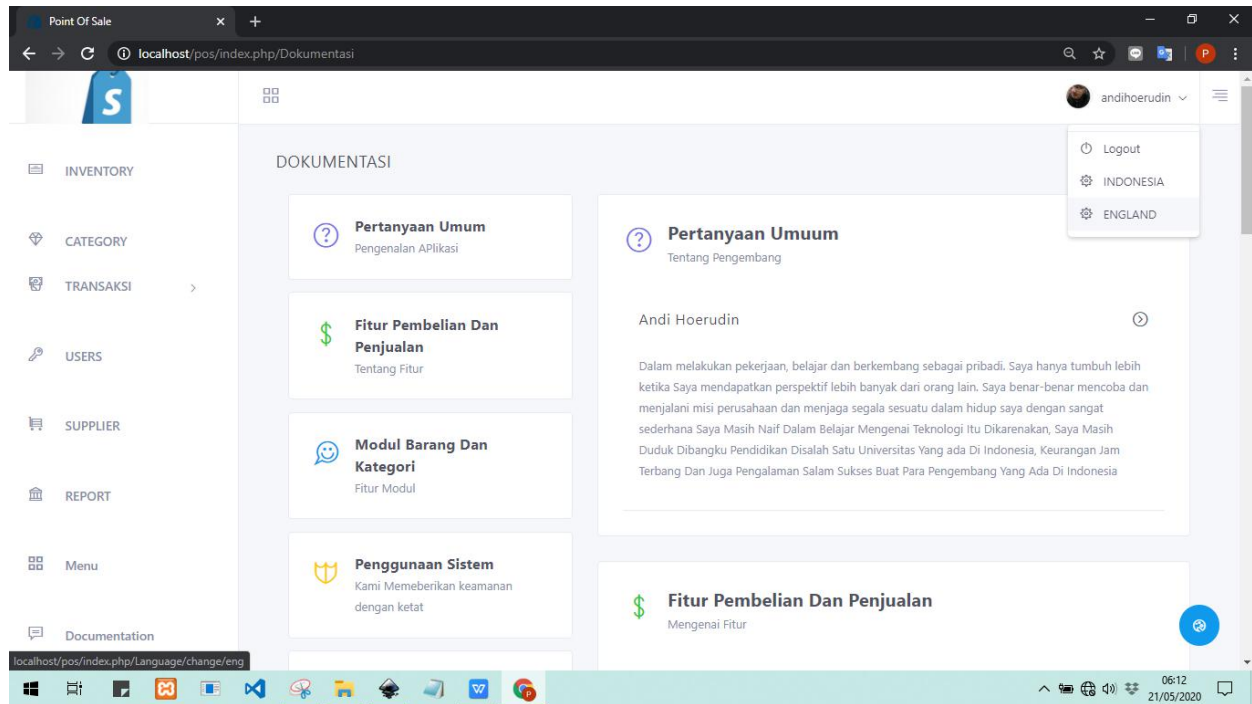 Point Of Sale
localhost/pos/index.php/Dokumentasi
P
S
andihoerudin
Logout
INDONESIA
ENGLAND
INVENTORY
CATEGORY
TRANSAKSI
USERS
SUPPLIER
REPORT
Menu
Documentation
DOKUMENTASI
Pertanyaan Umum
Pengenalan APlikasi
Fitur Pembelian Dan
Penjualan
Tentang Fitur
Modul Barang Dan
Kategori
Fitur Modul
Penggunaan Sistem
Kami Memeberikan keamanan
dengan ketat
Pertanyaan Umuum
Tentang Pengembang
Andi Hoerudin
Dalam melakukan pekerjaan, belajar dan berkembang sebagai pribadi. Saya hanya tumbuh lebih
ketika Saya mendapatkan perspektif lebih banyak dari orang lain. Saya benar-benar mencoba dan
menjalani misi perusahaan dan menjaga segala sesuatu dalam hidup saya dengan sangat
sederhana Saya Masih Naif Dalam Belajar Mengenai Teknologi Itu Dikarenakan, Saya Masih
Duduk Dibangku Pendidikan Disalah Satu Universitas Yang ada Di Indonesia, Keurangan Jam
Terbang Dan Juga Pengalaman Salam Sukses Buat Para Pengembang Yang Ada Di Indonesia
Fitur Pembelian Dan Penjualan
Mengenai Fitur
localhost/pos/index.php/Language/change/eng
06:12
21/05/2020